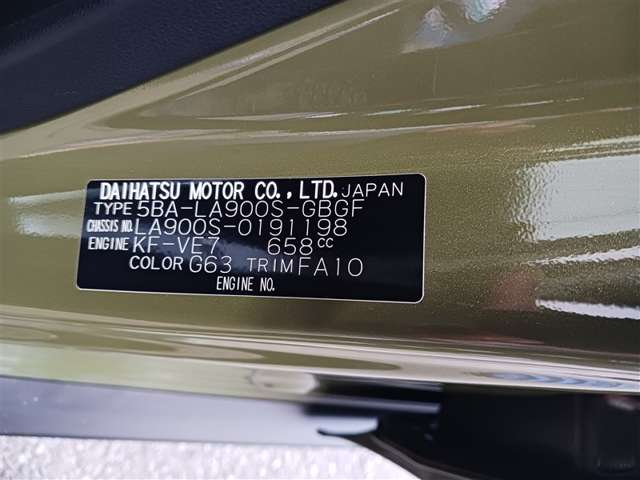 DAIHATSU MOTOR CO.,LTD. JAPAN
TYPE 5BA-LA900S-GBGF
CHASSIS NO. LA900S-0191198
ENGINE KF-VE7 658CC
COLOR G63 TRIM FA10
ENGINE NO.